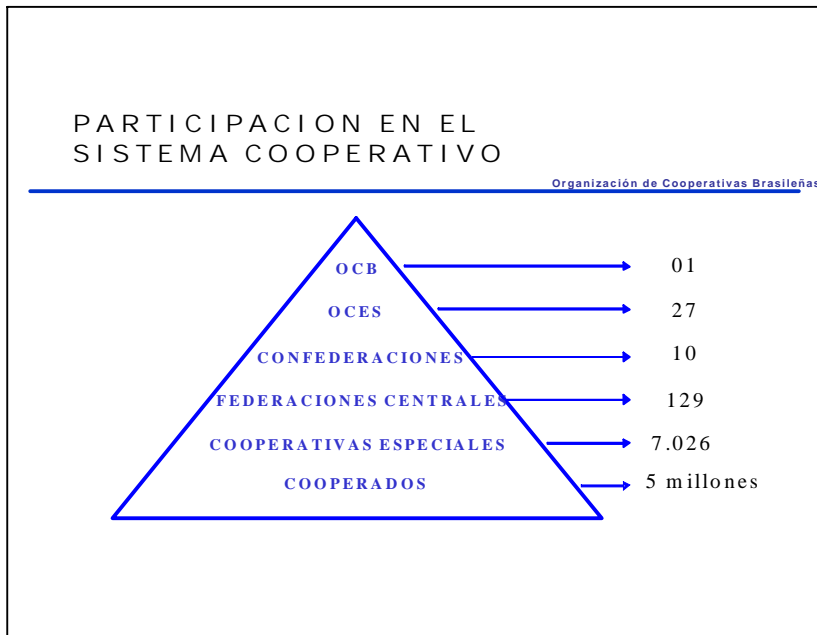 PARTICIPACION EN EL
SISTEMA COOPERATIVO
Organización de Cooperativas Brasileñas
OCB 01
OCES 27
CONFEDERACIONES 10
FEDERACIONES CENTRALES 129
COOPERATIVAS ESPECIALES 7.026
COOPERADOS 5 millones